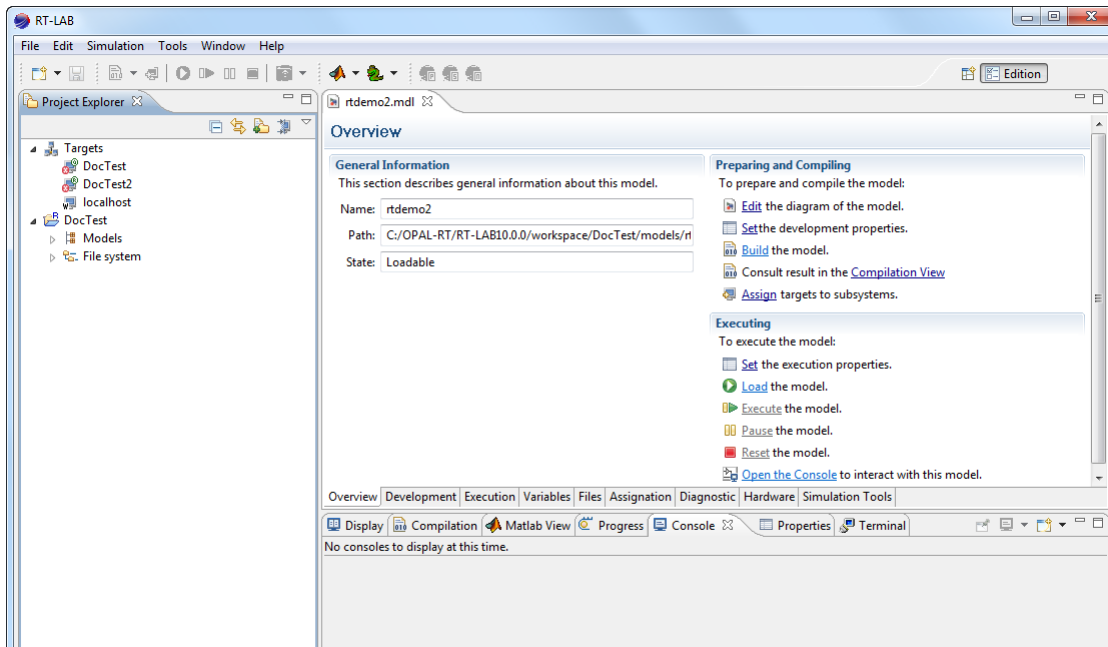 RT-LAB
File Edit Simulation Tools Window Help
Edition
Project Explorer
Targets
DocTest
DocTest2
localhost
DocTest
Models
File system
rtdemo2.mdl
Overview
General Information
This section describes general information about this model.
Name: rtdemo2
Path: C:/OPAL-RT/RT-LAB10.0.0/workspace/DocTest/models/rt
State: Loadable
Preparing and Compiling
To prepare and compile the model:
Edit the diagram of the model.
Setthe development properties.
Build the model.
Consult result in the Compilation View
Assign targets to subsystems.
Executing
To execute the model:
Set the execution properties.
Load the model.
Execute the model.
Pause the model.
Reset the model.
Open the Console to interact with this model.
Overview Development Execution Variables Files Assignation Diagnostic Hardware Simulation Tools
Display Compilation Matlab View Progress Console Properties Terminal
No consoles to display at this time.